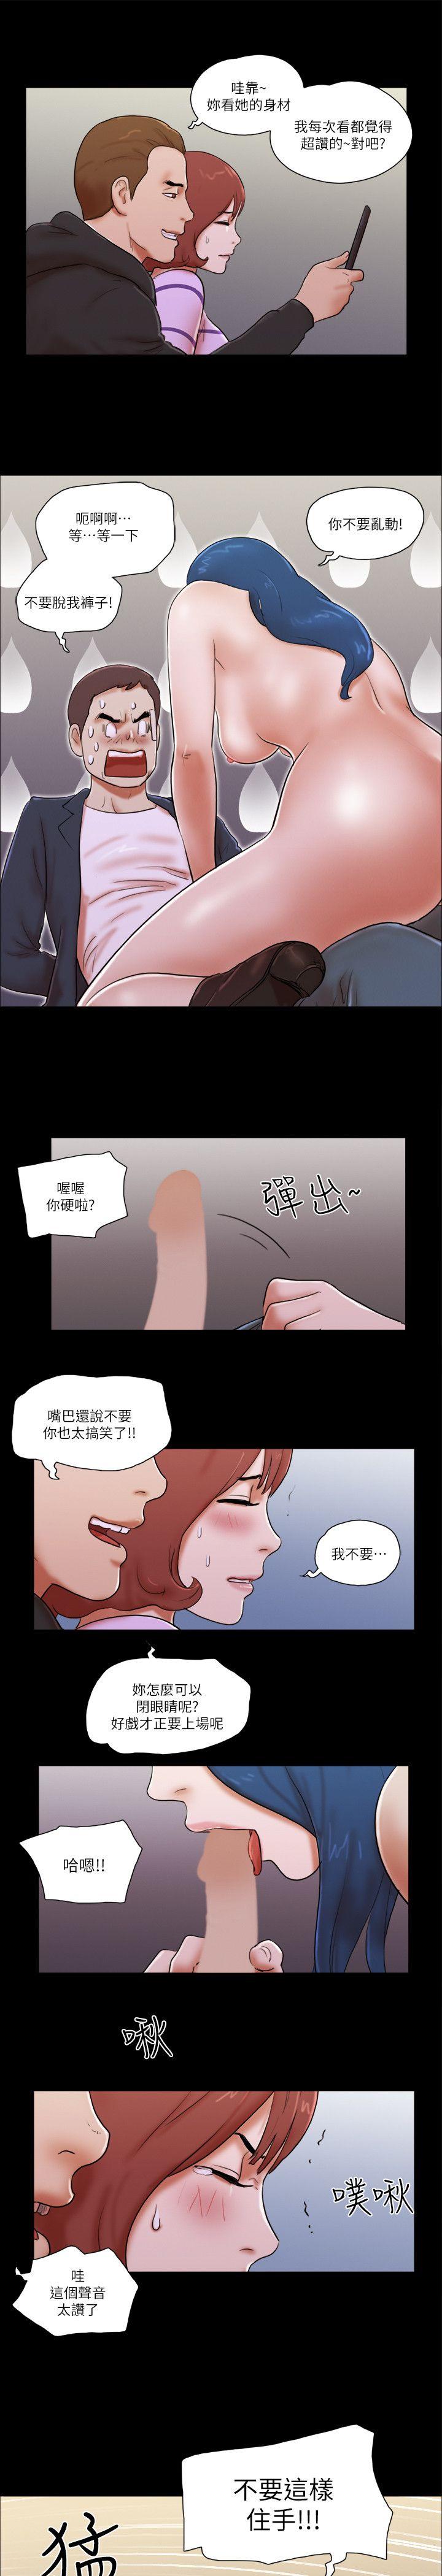 哇靠~
妳看她的身材
我每次看都覺得
超讚的~對吧?
呃啊啊…
等…等一下
不要脫我褲子!
你不要亂動!
喔喔
你硬啦?
彈出~
嘴巴還說不要
你也太搞笑了!!
我不要…
妳怎麼可以
閉眼睛呢?
好戲才正要上場呢
哈嗯!!
啾
噗啾
哇
這個聲音
太讚了
不要這樣
住手!!!
猛